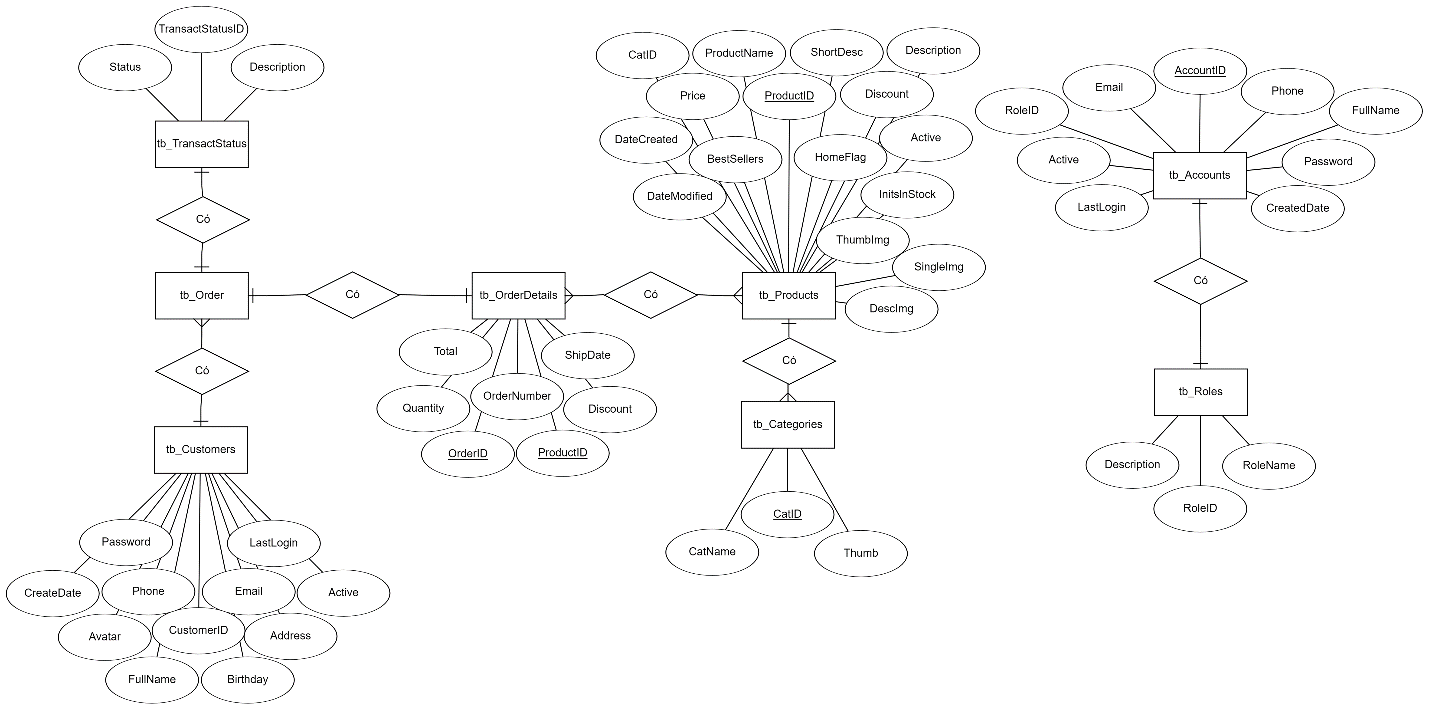 TransactStatusID
Status
Description
tb_TransactStatus
Có
tb_Order
Có
tb_OrderDetails
Có
tb_Products
Có
tb_Customers
Total
ShipDate
Quantity
OrderNumber
Discount
OrderID
ProductID
Password
LastLogin
CreateDate
Phone
Email
Active
Avatar
CustomerID
Address
FullName
Birthday
CatID
ProductName
ShortDesc
Description
Price
ProductID
Discount
DateCreated
BestSellers
HomeFlag
Active
DateModified
InitsInStock
ThumbImg
SingleImg
DescImg
Có
tb_Categories
CatID
CatName
Thumb
AccountID
Email
Phone
RoleID
FullName
Active
tb_Accounts
Password
LastLogin
CreatedDate
Có
tb_Roles
Description
RoleName
RoleID